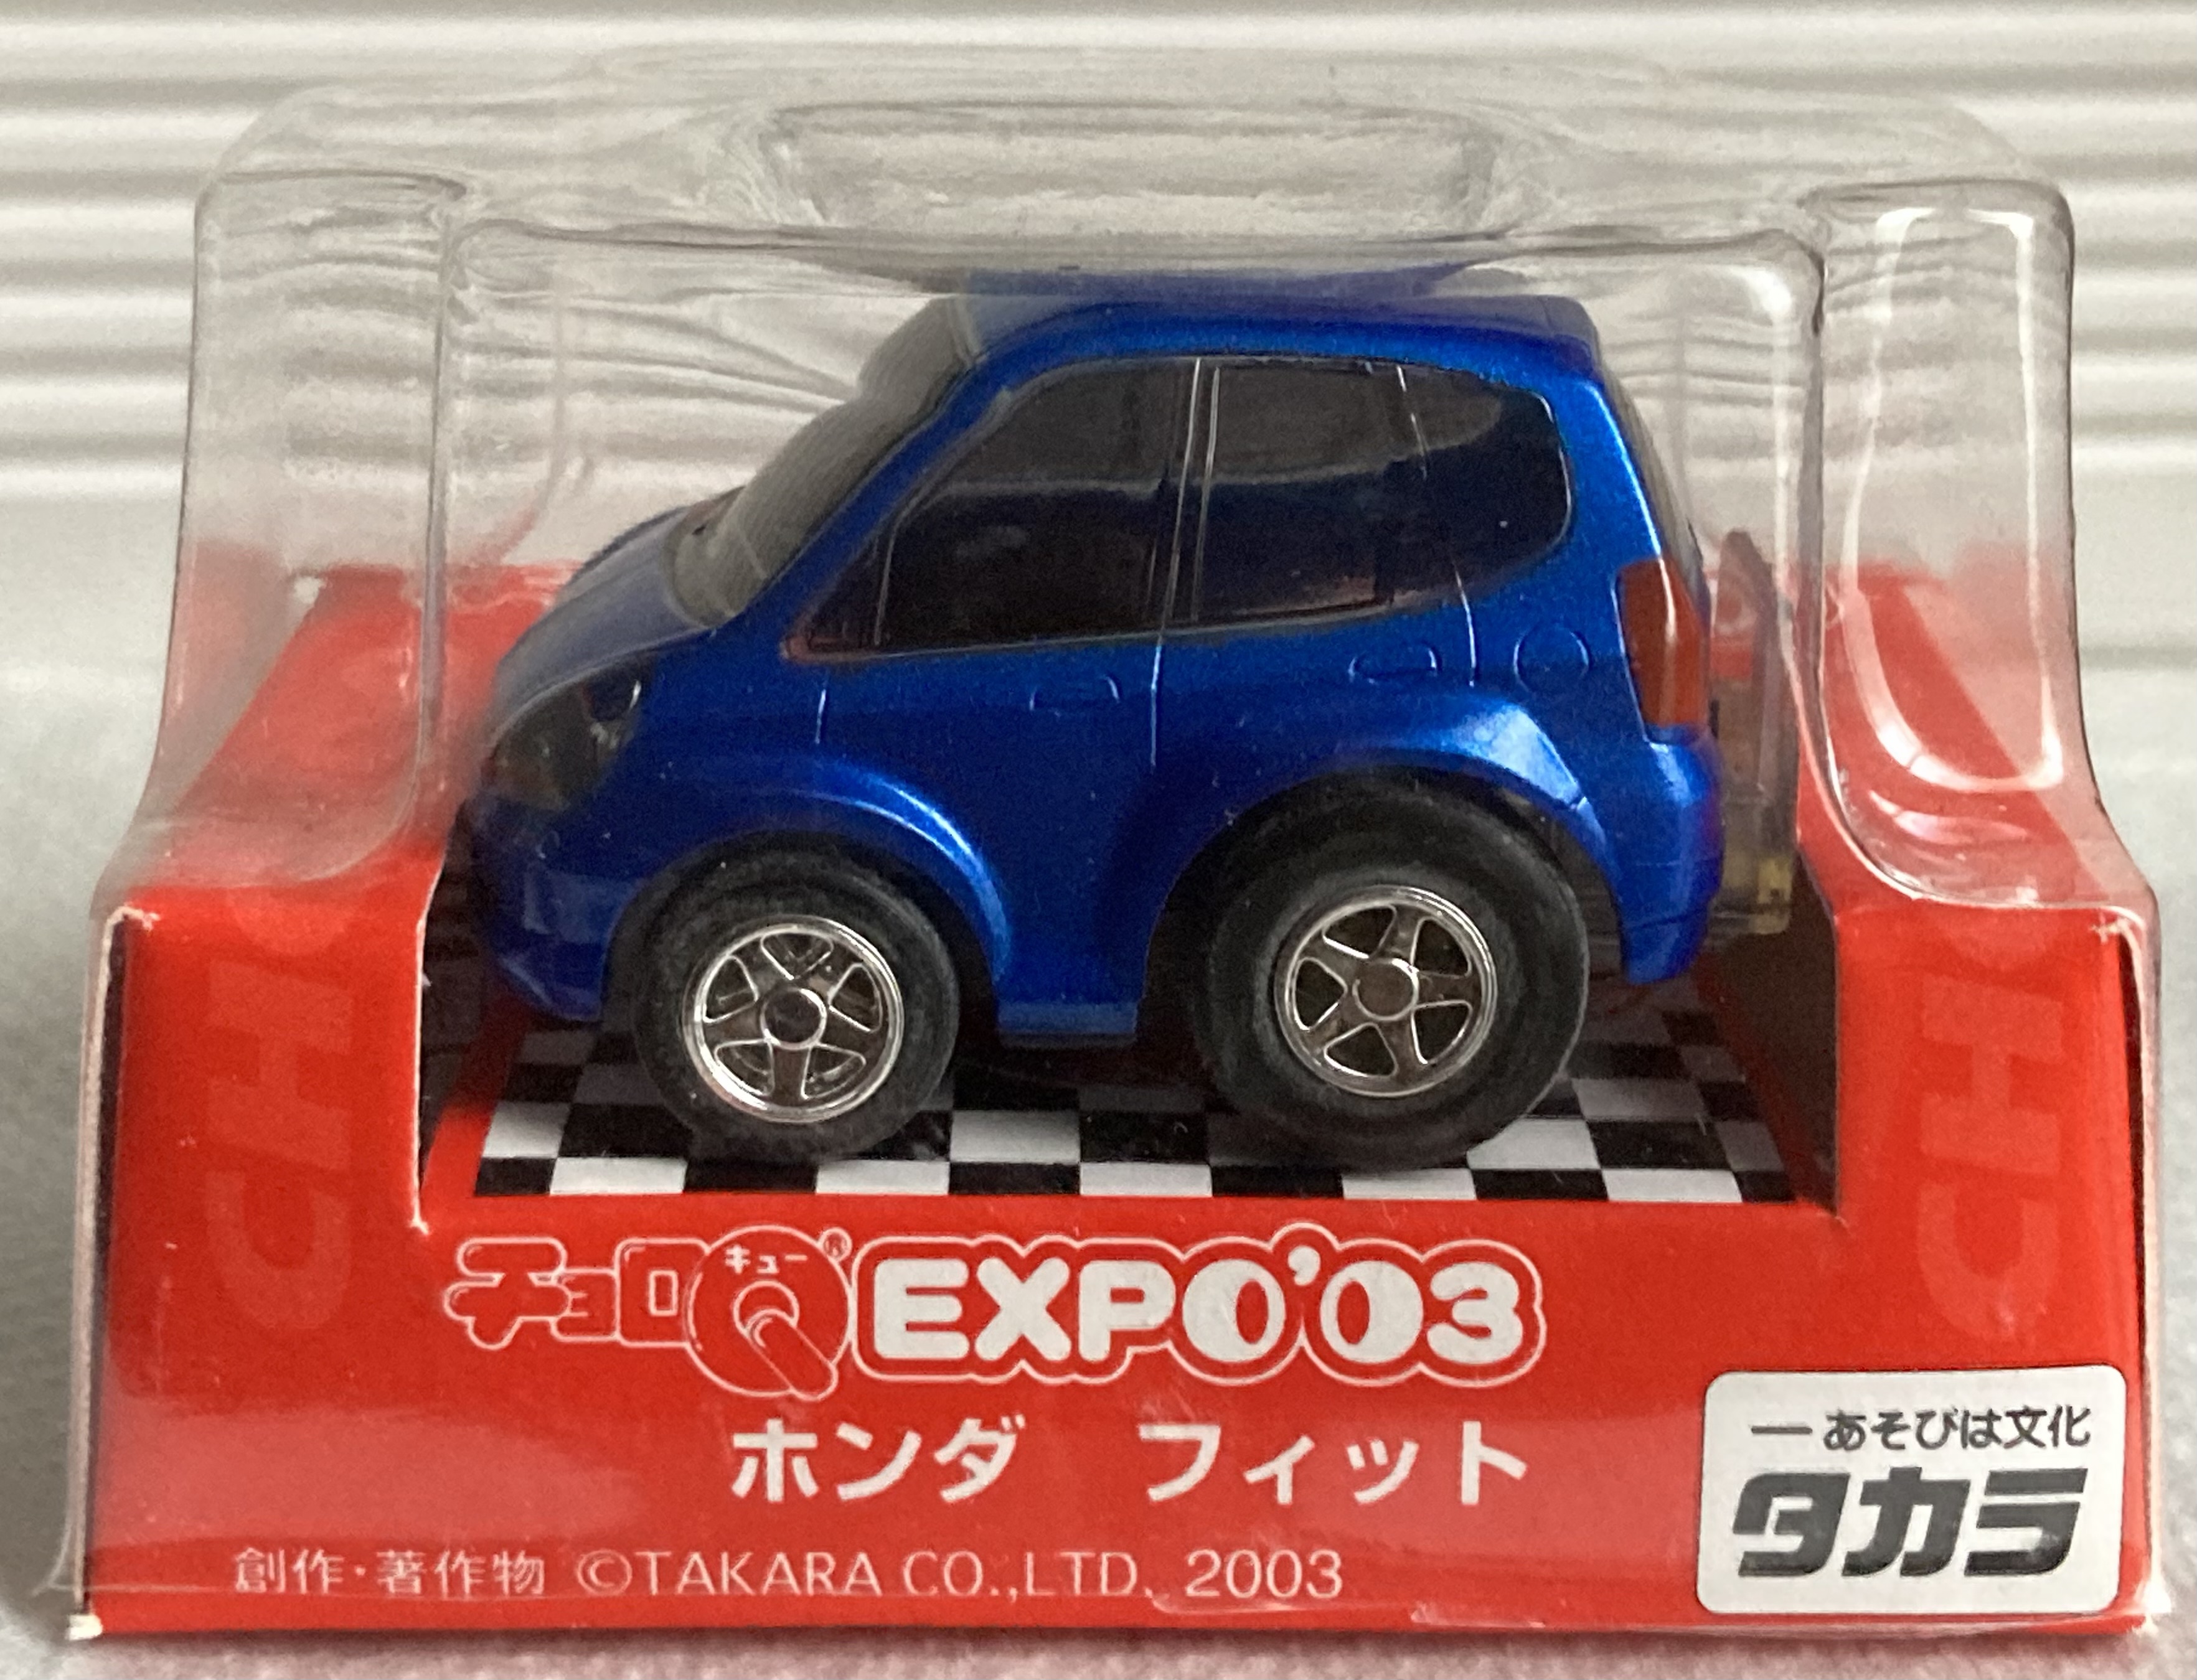 チョロQ キュー® EXPO'03
ホンダ フィット
創作・著作物 ©TAKARA CO.,LTD. 2003
ーあそびは文化
タカラ